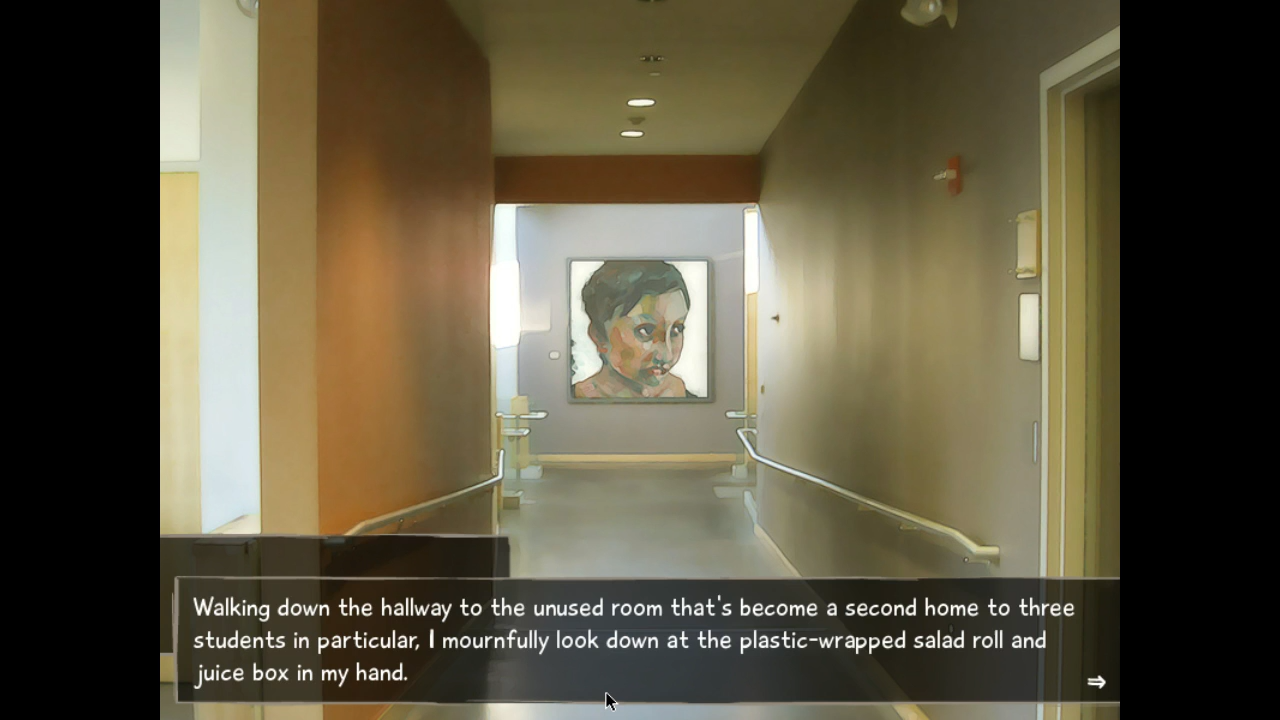 Walking down the hallway to the unused room that's become a second home to three
students in particular, I mournfully look down at the plastic-wrapped salad roll and
juice box in my hand.